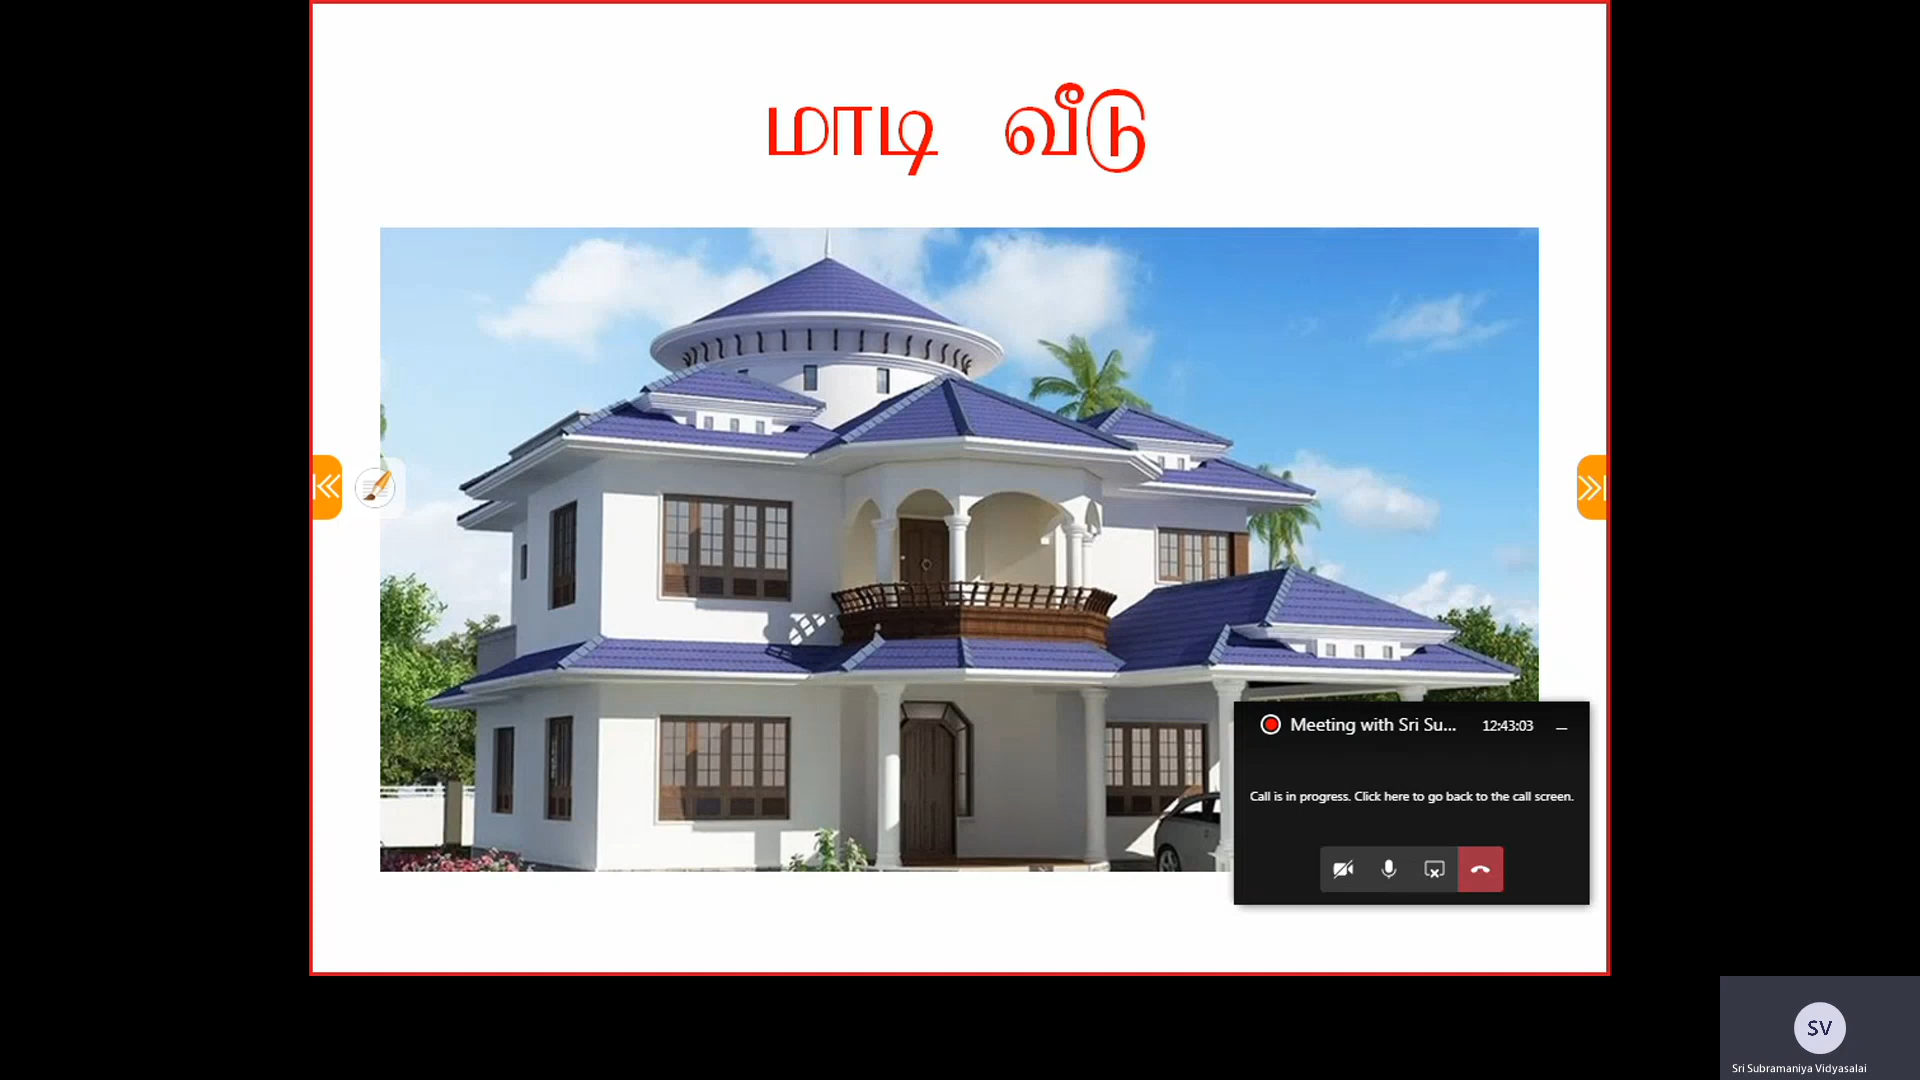 மாடி வீடு
Meeting with Sri Su... 12:43:03
Call is in progress. Click here to go back to the call screen.
SV
Sri Subramaniya Vidyasalai